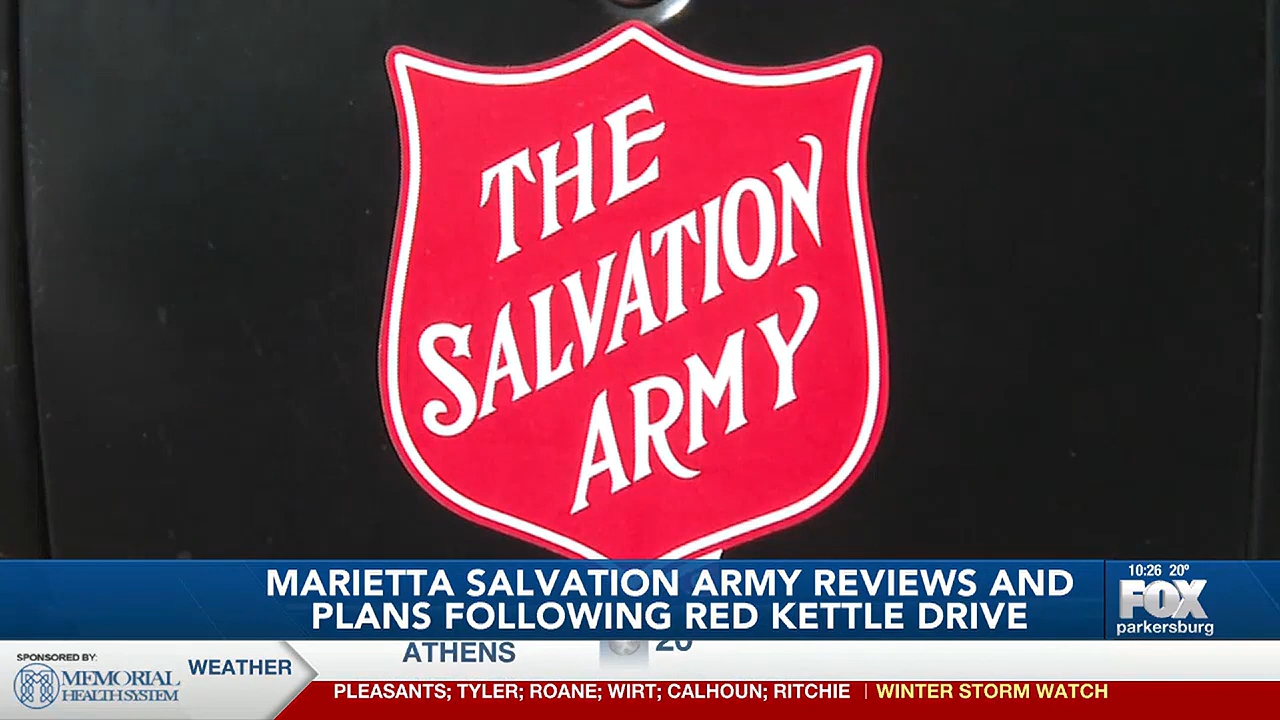 THE
SALVATION
ARMY
MARIETTA SALVATION ARMY REVIEWS AND
PLANS FOLLOWING RED KETTLE DRIVE
10:26 20°
FOX
parkersburg
SPONSORED BY:
MEMORIAL
HEALTH SYSTEM
WEATHER
ATHENS
20
PLEASANTS; TYLER; ROANE; WIRT; CALHOUN; RITCHIE | WINTER STORM WATCH